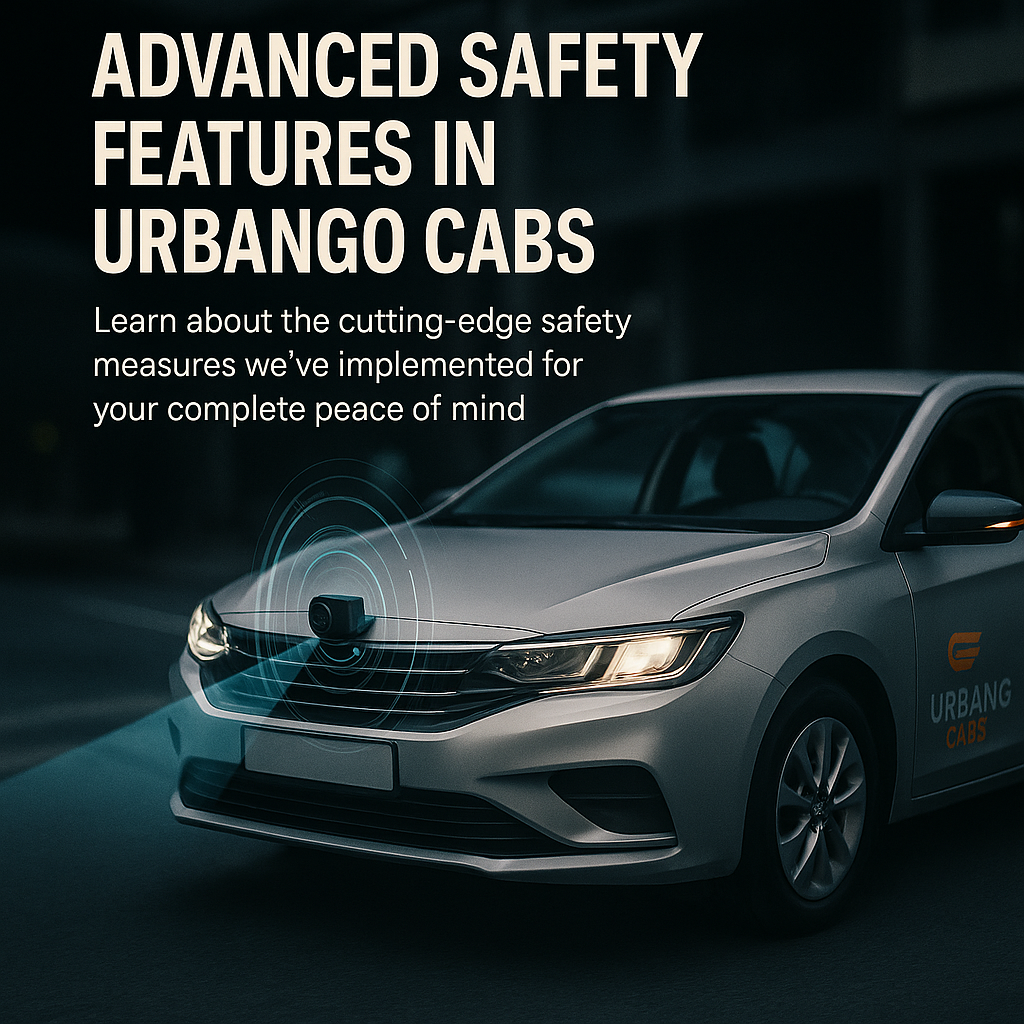 ADVANCED SAFETY
FEATURES IN
URBANGO CABS
Learn about the cutting-edge safety
measures we’ve implemented for
your complete peace of mind
URBANG
CABS